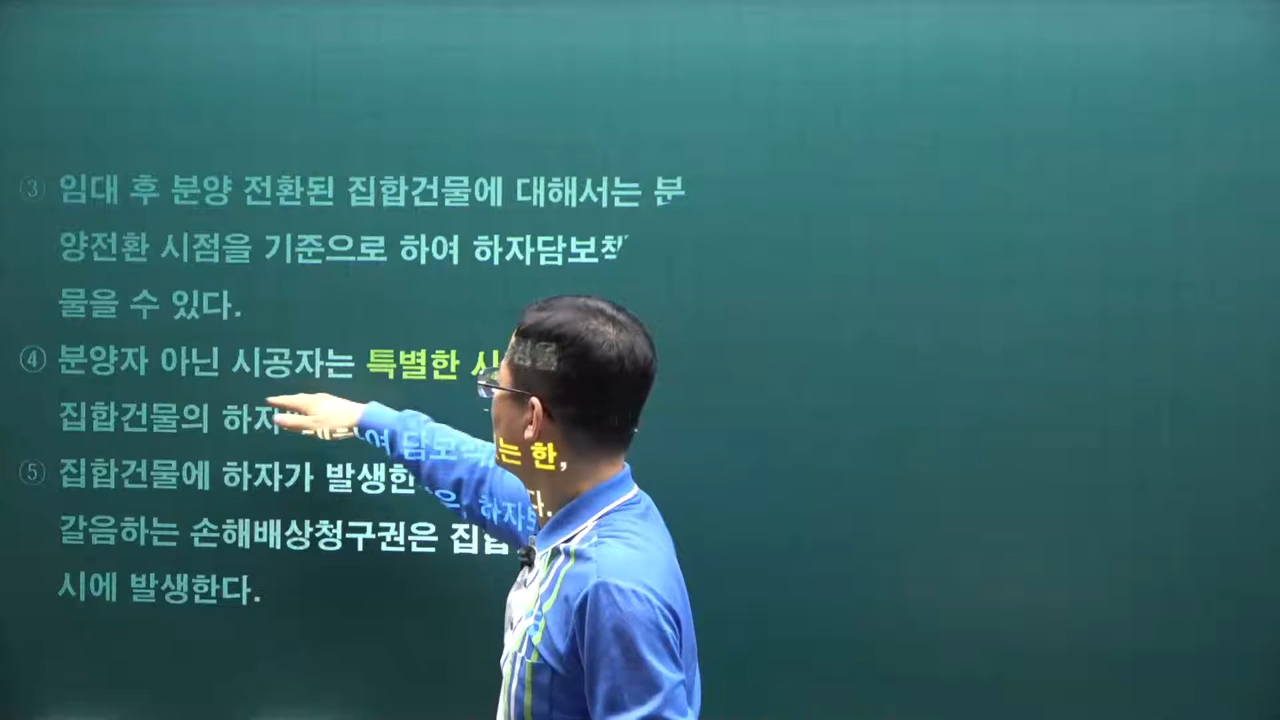 ③ 임대 후 분양 전환된 집합건물에 대해서는 분
양전환 시점을 기준으로 하여 하자담보책
물을 수 있다.
④ 분양자 아닌 시공자는 특별한
집합건물의 하자 는 한,
⑤ 집합건물에 하자가 발생한
갈음하는 손해배상청구권은 집합
시에 발생한다.